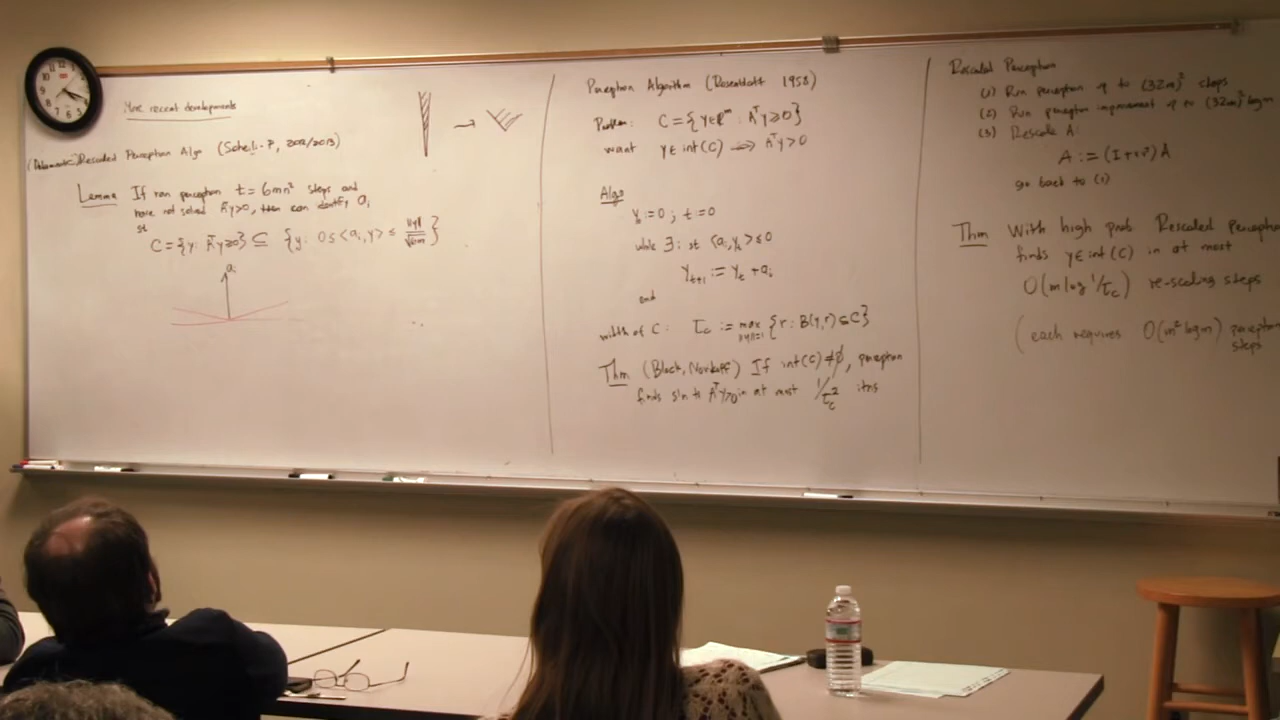 More recent developments
Rescaled Perceptron Algo (Soheili-P, 2012/2013)
Lemma If run perceptron t = 6mn² steps and
have not solved AᵀY>0, then can identify aᵢ
st
C = {y: Aᵀy≥0} ⊆ {y: 0≤<aᵢ,y> ≤ ‖y‖/√6m}
aᵢ
Perceptron Algorithm (Rosenblatt 1958)
Problem: C = {y∈ℝᵐ : Aᵀy≥0}
want y∈ int(C) ⟺ Aᵀy>0
Algo
y₀:=0; t:=0
while ∃: st <aᵢ,yₜ> ≤0
yₜ₊₁ := yₜ + aᵢ
end
width of C: τ_c := max {r: B(y,r)⊆C}
‖y‖=1
Thm (Block, Novikoff) If int(C)≠∅, perceptron
finds sln to AᵀY>0 in at most 1/τ_c² itns
Rescaled Perceptron
(1) Run perceptron up to (32m)² steps
(2) Run perceptron improvement up to (32m)² log m
(3) Rescale A:
A := (I+vvᵀ)A
go back to (1)
Thm With high prob. Rescaled Perceptron
finds y∈int(C) in at most
O(m log 1/τ_c) re-scaling steps
(each requires O(m² log m) perceptron
steps